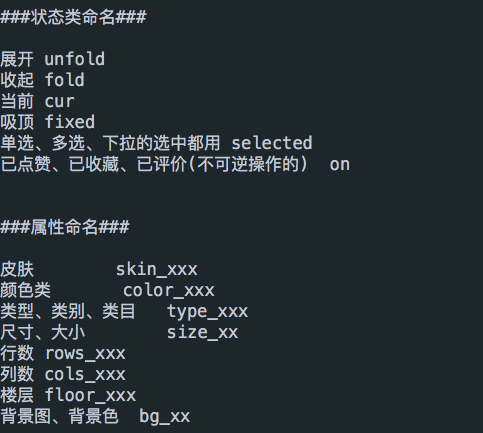 ###状态类命名###
展开 unfold
收起 fold
当前 cur
吸顶 fixed
单选、多选、下拉的选中都用 selected
已点赞、已收藏、已评价(不可逆操作的) on
###属性命名###
皮肤 skin_xxx
颜色类 color_xxx
类型、类别、类目 type_xxx
尺寸、大小 size_xx
行数 rows_xxx
列数 cols_xxx
楼层 floor_xxx
背景图、背景色 bg_xx